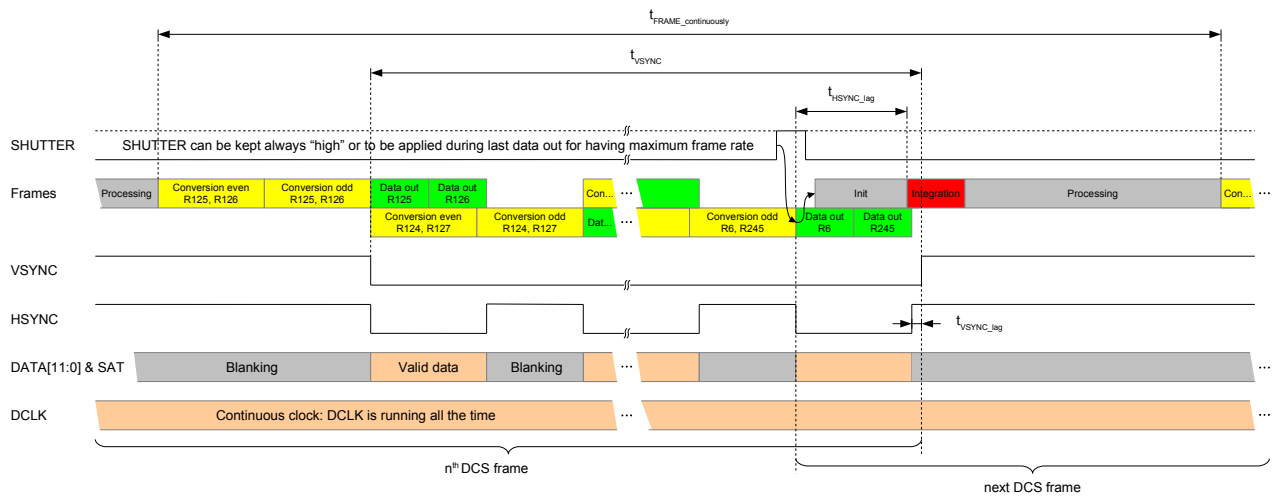 tFRAME_continuously
tVSYNC
tHSYNC_lag
SHUTTER
SHUTTER can be kept always “high” or to be applied during last data out for having maximum frame rate
Frames
Processing
Conversion even R125, R126
Conversion odd R125, R126
Data out R125
Data out R126
Con...
...
Init
Integration
Processing
Con...
...
Conversion even R124, R127
Conversion odd R124, R127
Dat...
Conversion odd R6, R245
Data out R6
Data out R245
VSYNC
HSYNC
tVSYNC_lag
DATA[11:0] & SAT
Blanking
Valid data
Blanking
...
...
DCLK
Continuous clock: DCLK is running all the time
...
...
nth DCS frame
next DCS frame